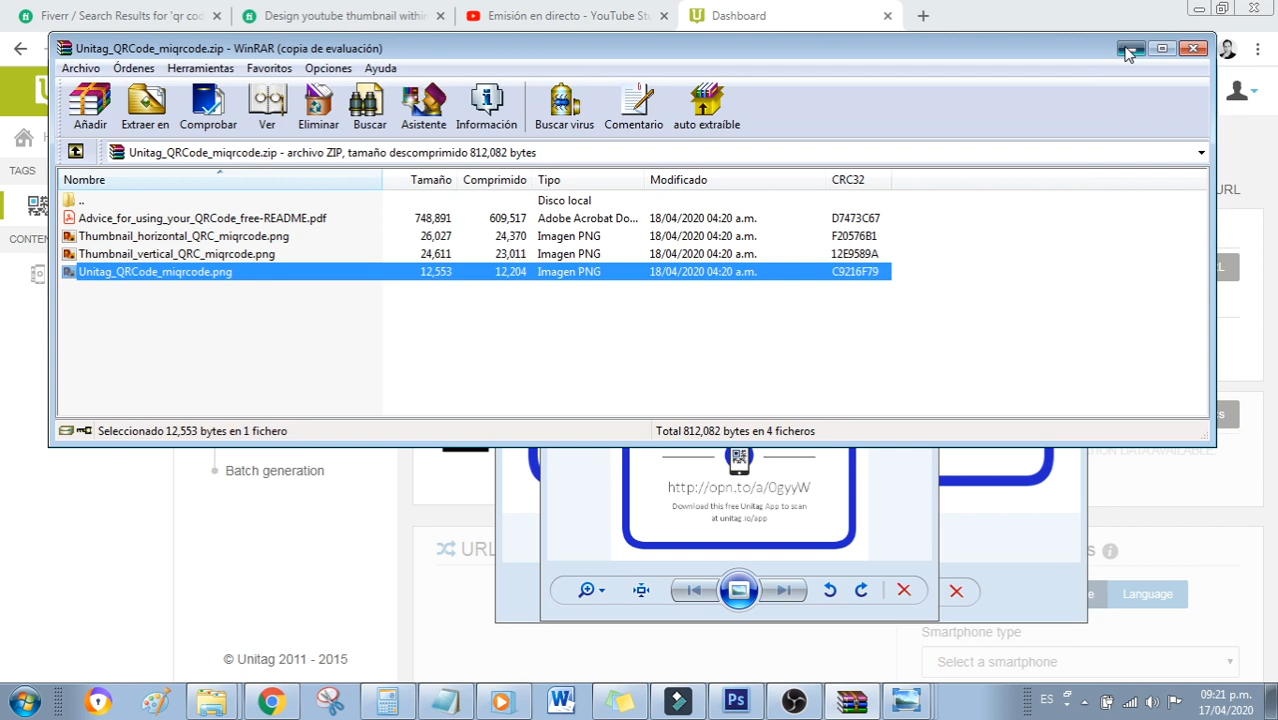 Fiverr / Search Results for 'qr cod
Design youtube thumbnail within
Emisión en directo - YouTube Stu
Dashboard
Unitag_QRCode_miqrcode.zip - WinRAR (copia de evaluación)
Archivo Órdenes Herramientas Favoritos Opciones Ayuda
Añadir Extraer en Comprobar Ver Eliminar Buscar Asistente Información Buscar virus Comentario auto extraíble
Unitag_QRCode_miqrcode.zip - archivo ZIP, tamaño descomprimido 812,082 bytes
Nombre Tamaño Comprimido Tipo Modificado CRC32
.. Disco local
Advice_for_using_your_QRCode_free-README.pdf 748,891 609,517 Adobe Acrobat Do... 18/04/2020 04:20 a.m. D7473C67
Thumbnail_horizontal_QRC_miqrcode.png 26,027 24,370 Imagen PNG 18/04/2020 04:20 a.m. F20576B1
Thumbnail_vertical_QRC_miqrcode.png 24,611 23,011 Imagen PNG 18/04/2020 04:20 a.m. 12E9589A
Unitag_QRCode_miqrcode.png 12,553 12,204 Imagen PNG 18/04/2020 04:20 a.m. C9216F79
Seleccionado 12,553 bytes en 1 fichero
Total 812,082 bytes en 4 ficheros
TAGS
CONTEN
URL
Batch generation
http://opn.to/a/0gyyW
Download this free Unitag App to scan
at unitag.io/app
DATA AVAILABLE.
URL
Language
Smartphone type
Select a smartphone
© Unitag 2011 - 2015
ES
09:21 p.m.
17/04/2020